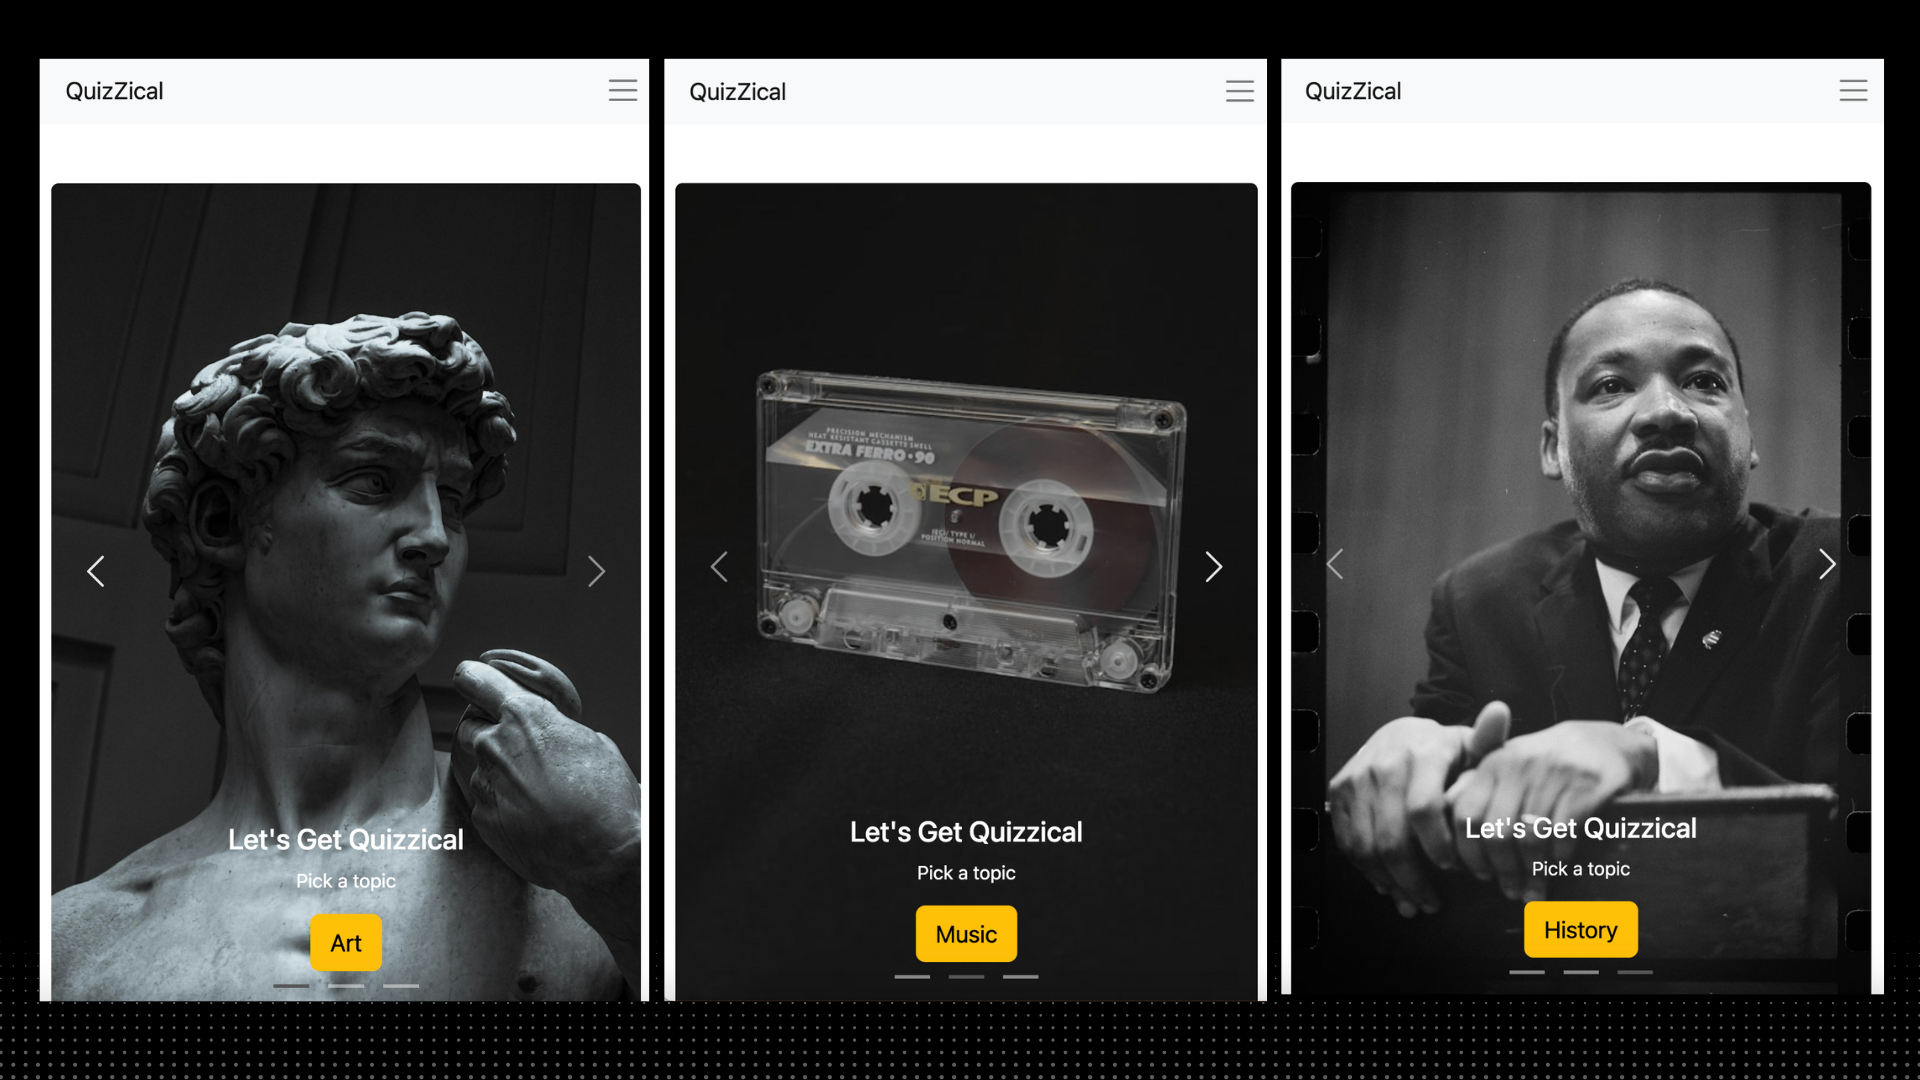 QuizZical
Let's Get Quizzical
Pick a topic
Art
QuizZical
PRECISION MECHANISM
HEAT RESISTANT CASSETTE SHELL
EXTRA FERRO • 90
ECP
IECI/TYPE I/
POSITION NORMAL
Let's Get Quizzical
Pick a topic
Music
QuizZical
Let's Get Quizzical
Pick a topic
History